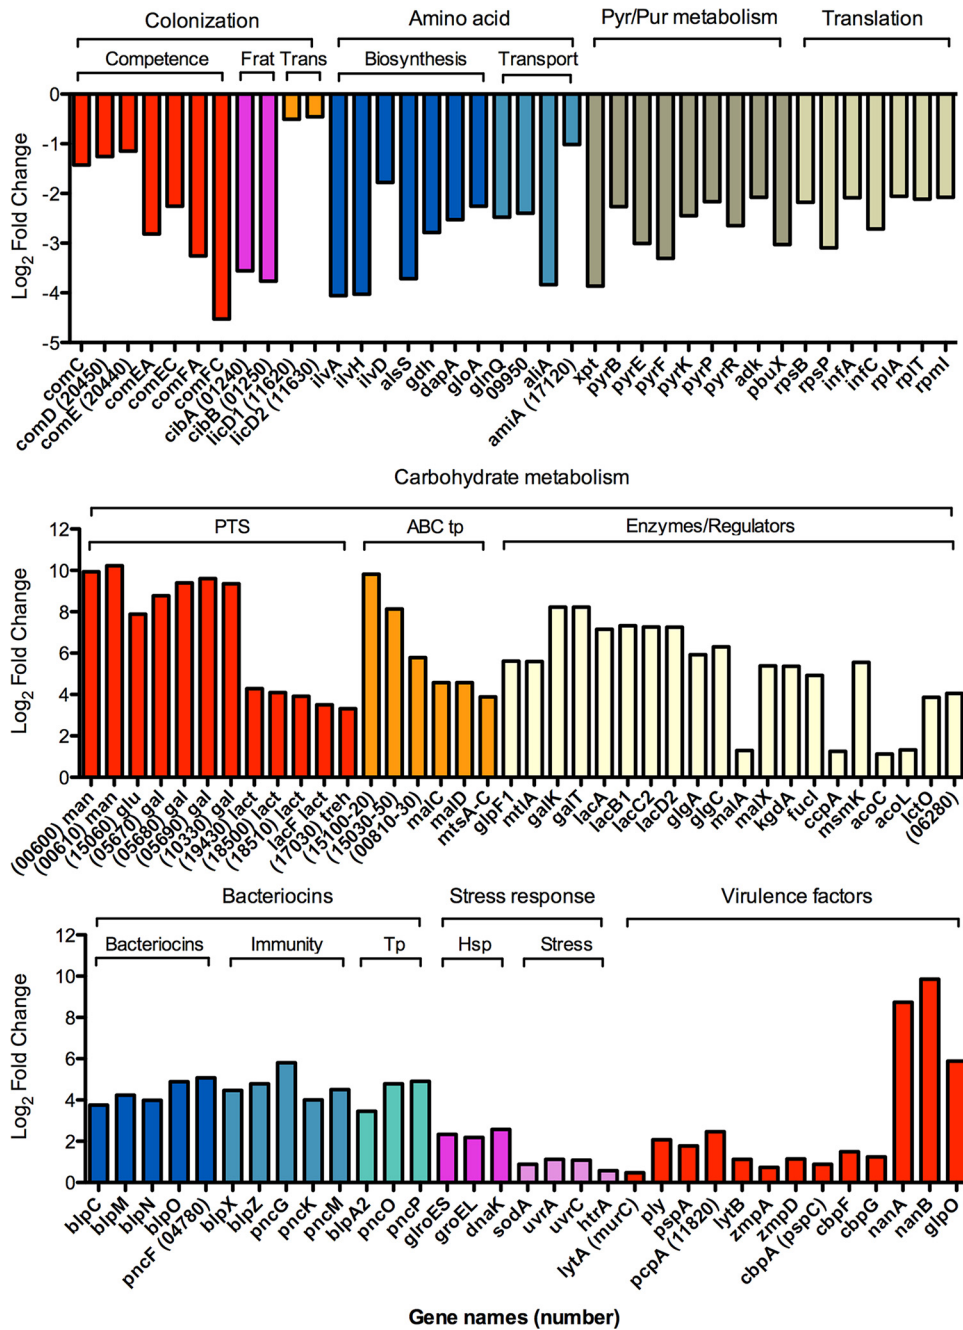 Colonization Amino acid Pyr/Pur metabolism Translation
Competence Frat Trans Biosynthesis Transport
Log2 Fold Change
0
-1
-2
-3
-4
-5
comC
comD (20450)
comE (20440)
comEA
comEC
comFA
comFC
cibA (01240)
cibB (01250)
licD1 (11620)
licD2 (11630)
ilvA
ilvH
ilvD
alsS
gdh
dapA
gloA
glnQ
09950
aliA
amiA (17120)
xpt
pyrB
pyrE
pyrF
pyrK
pyrP
pyrR
adk
pbuX
rpsB
rpsP
infA
infC
rplA
rplT
rpmI
Carbohydrate metabolism
PTS ABC tp Enzymes/Regulators
Log2 Fold Change
12
10
8
6
4
2
0
(00600) man
(00610) man
(15060) glu
(05670) gal
(05680) gal
(05690) gal
(10330) gal
(19430) lact
(18500) lact
(18510) lact
lacF lact
(17030) treh
(15100-20)
(15030-50)
(00810-30)
malC
malD
mtsA-C
glpF1
mtlA
galK
galT
lacA
lacB1
lacC2
lacD2
glgA
glgC
malA
malX
kgdA
fucI
ccpA
msmK
acoC
acoL
lctO
(06280)
Bacteriocins Stress response Virulence factors
Bacteriocins Immunity Tp Hsp Stress
Log2 Fold Change
12
10
8
6
4
2
0
blpC
blpM
blpN
blpO
pncF (04780)
blpX
blpZ
pncG
pncK
pncM
blpA2
pncO
pncP
groES
groEL
dnaK
sodA
uvrA
uvrC
htrA
lytA (murC)
ply
pspA
pcpA (11820)
lytB
zmpA
zmpD
cbpA (pspC)
cbpF
cbpG
nanA
nanB
glpO
Gene names (number)